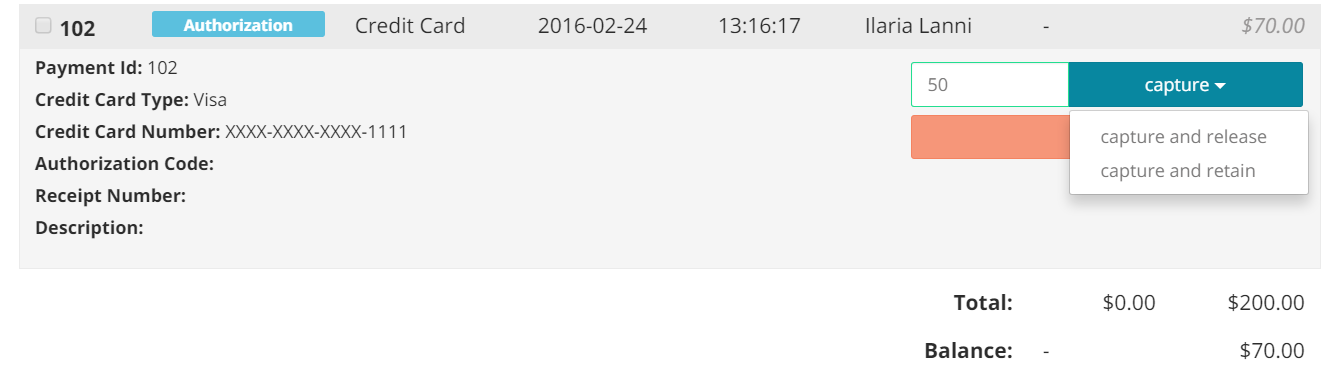 102 Authorization Credit Card 2016-02-24 13:16:17 Ilaria Lanni - $70.00
Payment Id: 102
50 capture
Credit Card Type: Visa
Credit Card Number: XXXX-XXXX-XXXX-1111
capture and release
Authorization Code:
capture and retain
Receipt Number:
Description:
Total: $0.00 $200.00
Balance: - $70.00